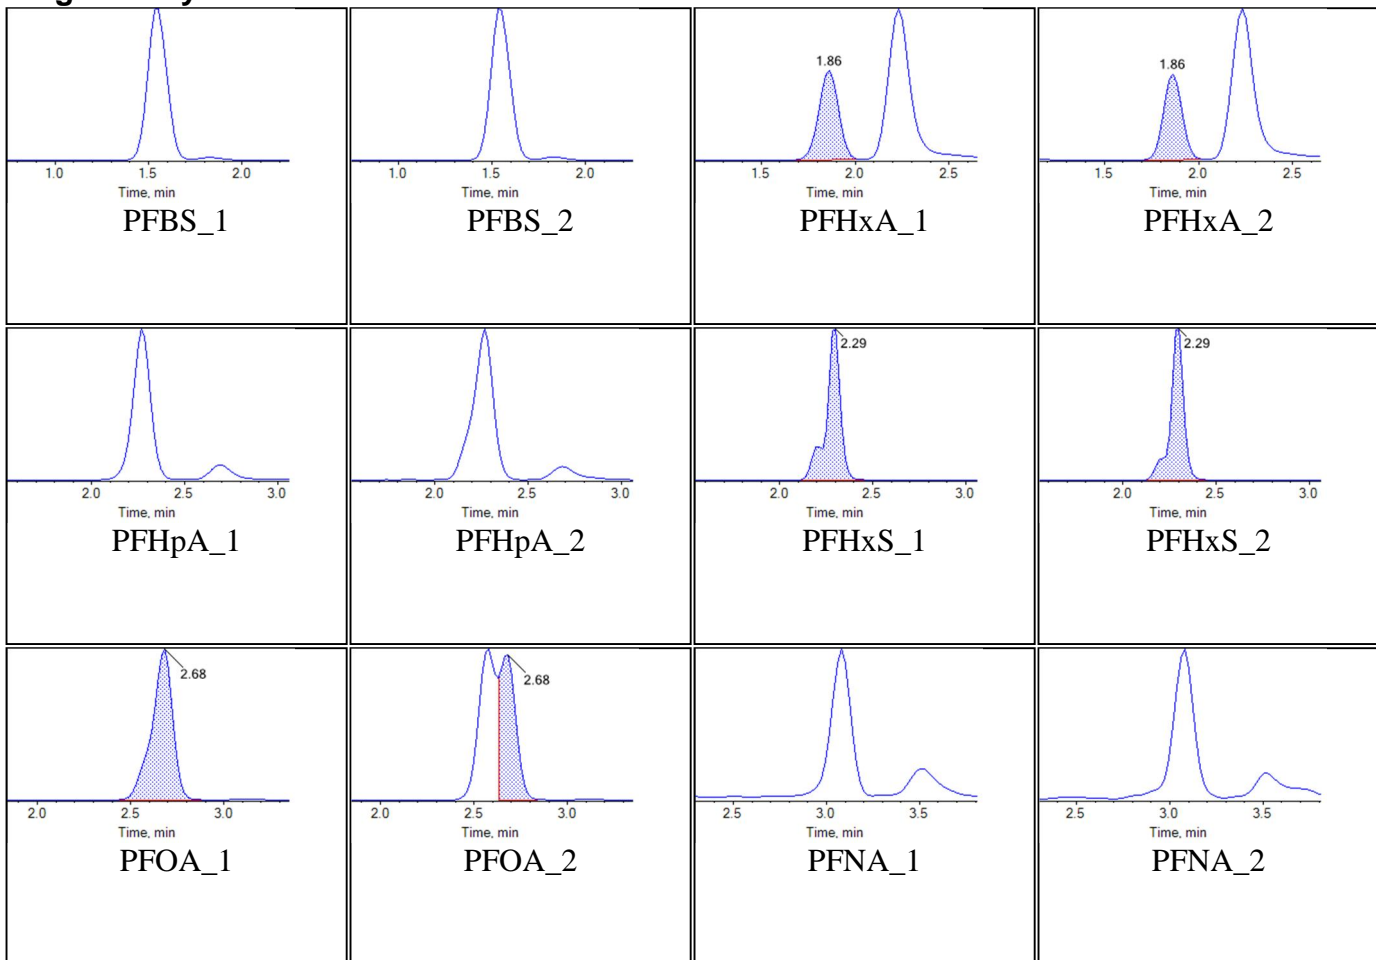 1.86 1.86
1.0 1.5 2.0 1.0 1.5 2.0 1.5 2.0 2.5 1.5 2.0 2.5
Time, min Time, min Time, min Time, min
PFBS_1 PFBS_2 PFHxA_1 PFHxA_2
2.29 2.29
2.0 2.5 3.0 2.0 2.5 3.0 2.0 2.5 3.0 2.0 2.5 3.0
Time, min Time, min Time, min Time, min
PFHpA_1 PFHpA_2 PFHxS_1 PFHxS_2
2.68 2.68
2.0 2.5 3.0 2.0 2.5 3.0 2.5 3.0 3.5 2.5 3.0 3.5
Time, min Time, min Time, min Time, min
PFOA_1 PFOA_2 PFNA_1 PFNA_2